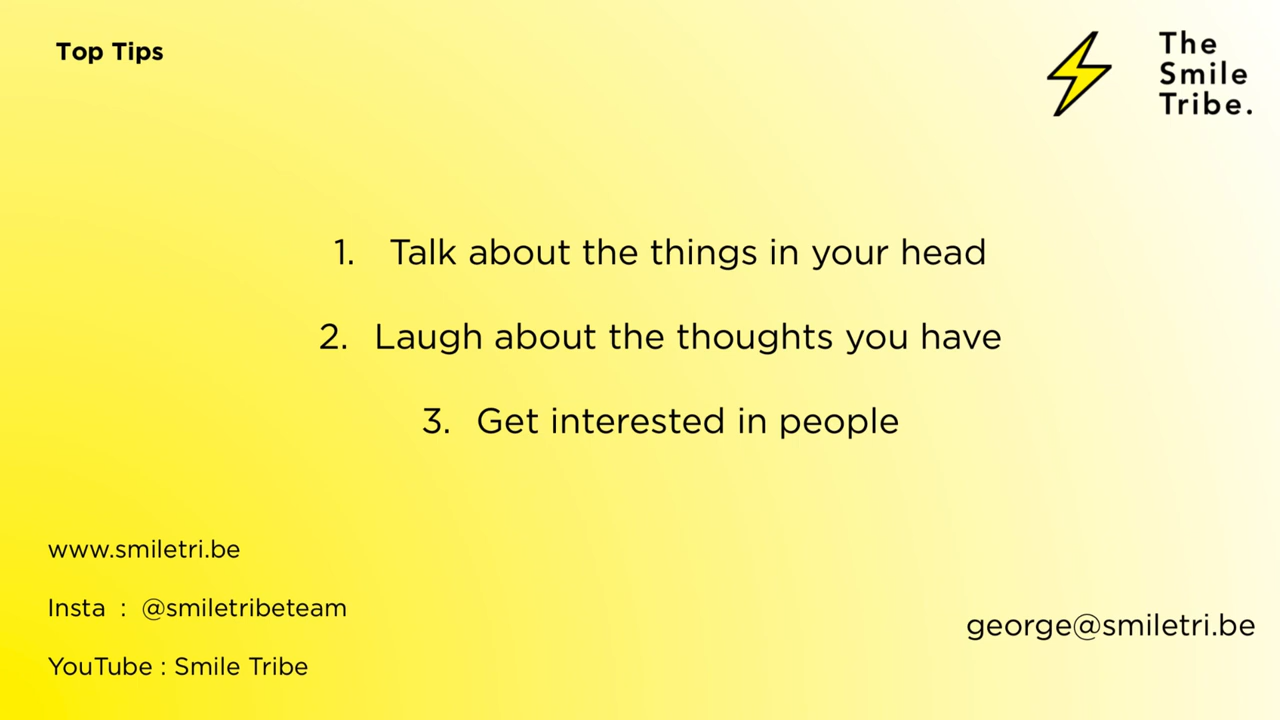 Top Tips
The
Smile
Tribe.
1. Talk about the things in your head
2. Laugh about the thoughts you have
3. Get interested in people
www.smiletri.be
Insta : @smiletribeteam
YouTube : Smile Tribe
george@smiletri.be